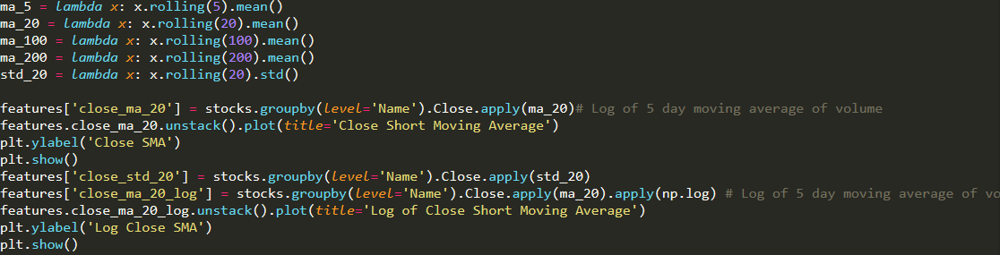 ma_5 = lambda x: x.rolling(5).mean()
ma_20 = lambda x: x.rolling(20).mean()
ma_100 = lambda x: x.rolling(100).mean()
ma_200 = lambda x: x.rolling(200).mean()
std_20 = lambda x: x.rolling(20).std()
features['close_ma_20'] = stocks.groupby(level='Name').Close.apply(ma_20)# Log of 5 day moving average of volume
features.close_ma_20.unstack().plot(title='Close Short Moving Average')
plt.ylabel('Close SMA')
plt.show()
features['close_std_20'] = stocks.groupby(level='Name').Close.apply(std_20)
features['close_ma_20_log'] = stocks.groupby(level='Name').Close.apply(ma_20).apply(np.log) # Log of 5 day moving average of vo
features.close_ma_20_log.unstack().plot(title='Log of Close Short Moving Average')
plt.ylabel('Log Close SMA')
plt.show()